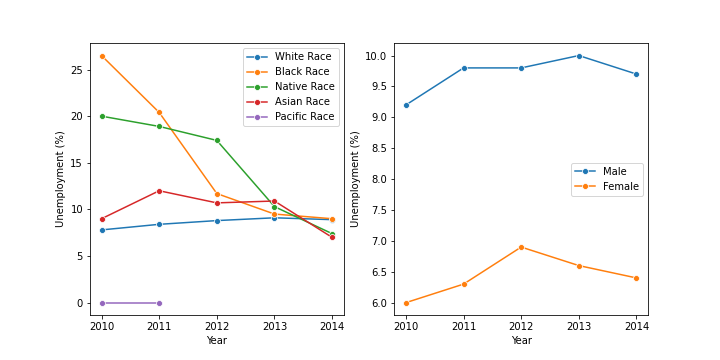 Unemployment (%)
25
20
15
10
5
0
2010 2011 2012 2013 2014
Year
White Race
Black Race
Native Race
Asian Race
Pacific Race
Unemployment (%)
10.0
9.5
9.0
8.5
8.0
7.5
7.0
6.5
6.0
2010 2011 2012 2013 2014
Year
Male
Female